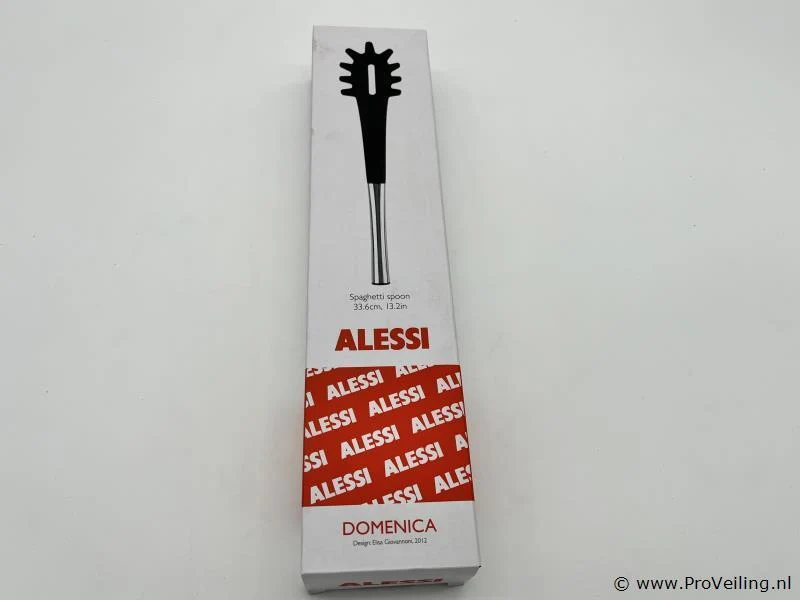 Spaghetti spoon
33.6cm, 13.2in
ALESSI
ALESSI ALESSI
ALESSI ALESSI
ALESSI ALESSI
ALESSI ALESSI
DOMENICA
Design: Elisa Giovannoni, 2012
ALESSI
© www.ProVeiling.nl